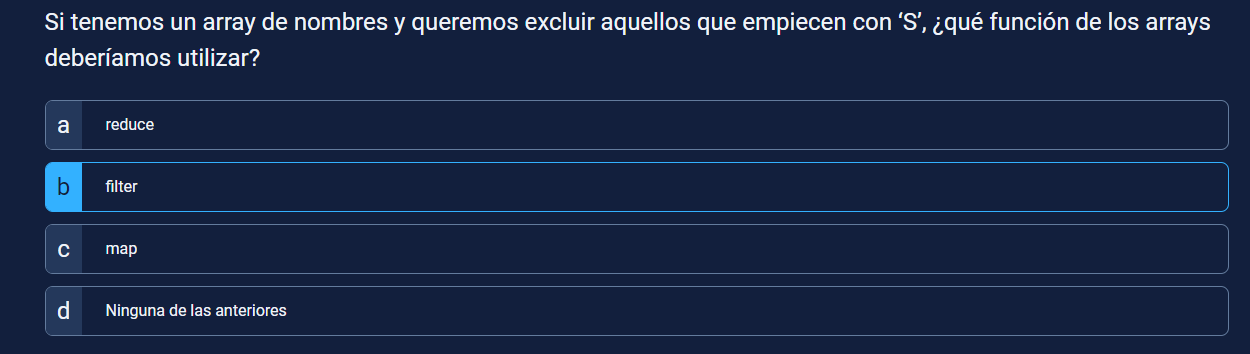 Si tenemos un array de nombres y queremos excluir aquellos que empiecen con ‘S’, ¿qué función de los arrays
deberíamos utilizar?
a reduce
b filter
c map
d Ninguna de las anteriores